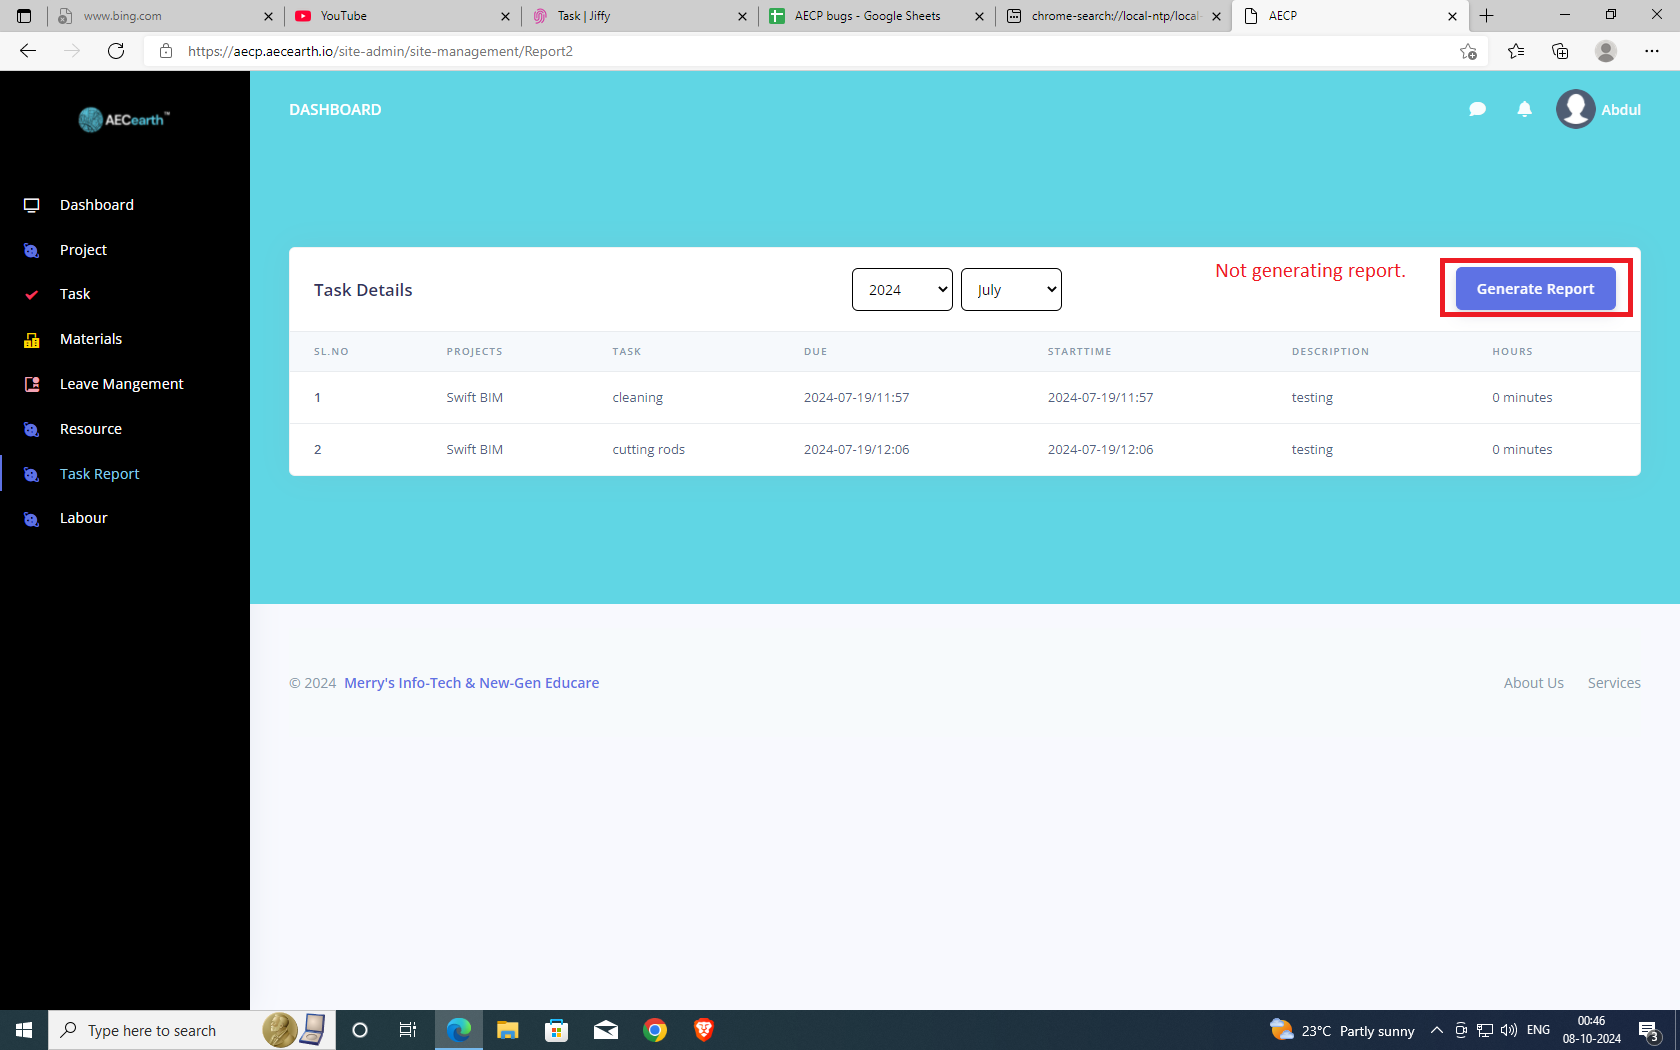 www.bing.com
YouTube
Task | Jiffy
AECP bugs - Google Sheets
chrome-search://local-ntp/local-
AECP
https://aecp.aecearth.io/site-admin/site-management/Report2
AECearth™
DASHBOARD
Abdul
Dashboard
Project
Task
Materials
Leave Mangement
Resource
Task Report
Labour
Task Details
2024
July
Not generating report.
Generate Report
SL.NO PROJECTS TASK DUE STARTTIME DESCRIPTION HOURS
1 Swift BIM cleaning 2024-07-19/11:57 2024-07-19/11:57 testing 0 minutes
2 Swift BIM cutting rods 2024-07-19/12:06 2024-07-19/12:06 testing 0 minutes
© 2024 Merry's Info-Tech & New-Gen Educare
About Us Services
Type here to search
23°C Partly sunny
ENG
00:46
08-10-2024
3